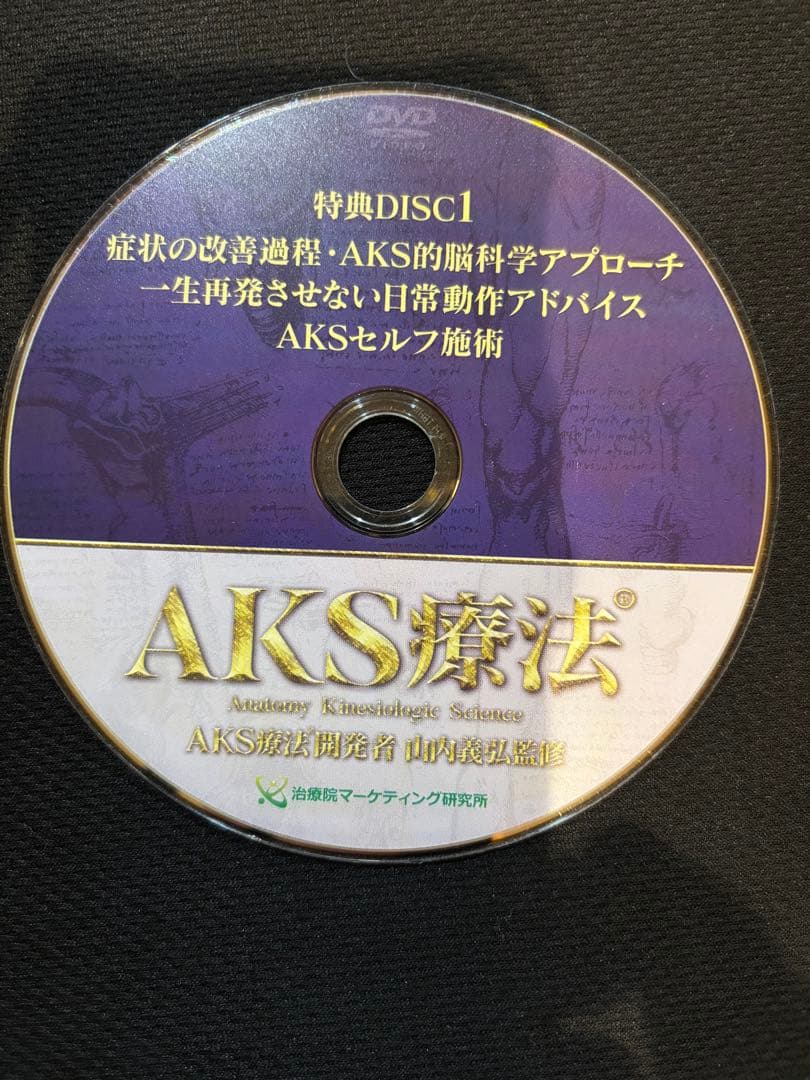 DVD
VIDEO
特典DISC1
症状の改善過程・AKS的脳科学アプローチ
一生再発させない日常動作アドバイス
AKSセルフ施術
AKS療法®
Anatomy Kinesiologic Science
AKS療法®開発者 山内義弘監修
治療院マーケティング研究所